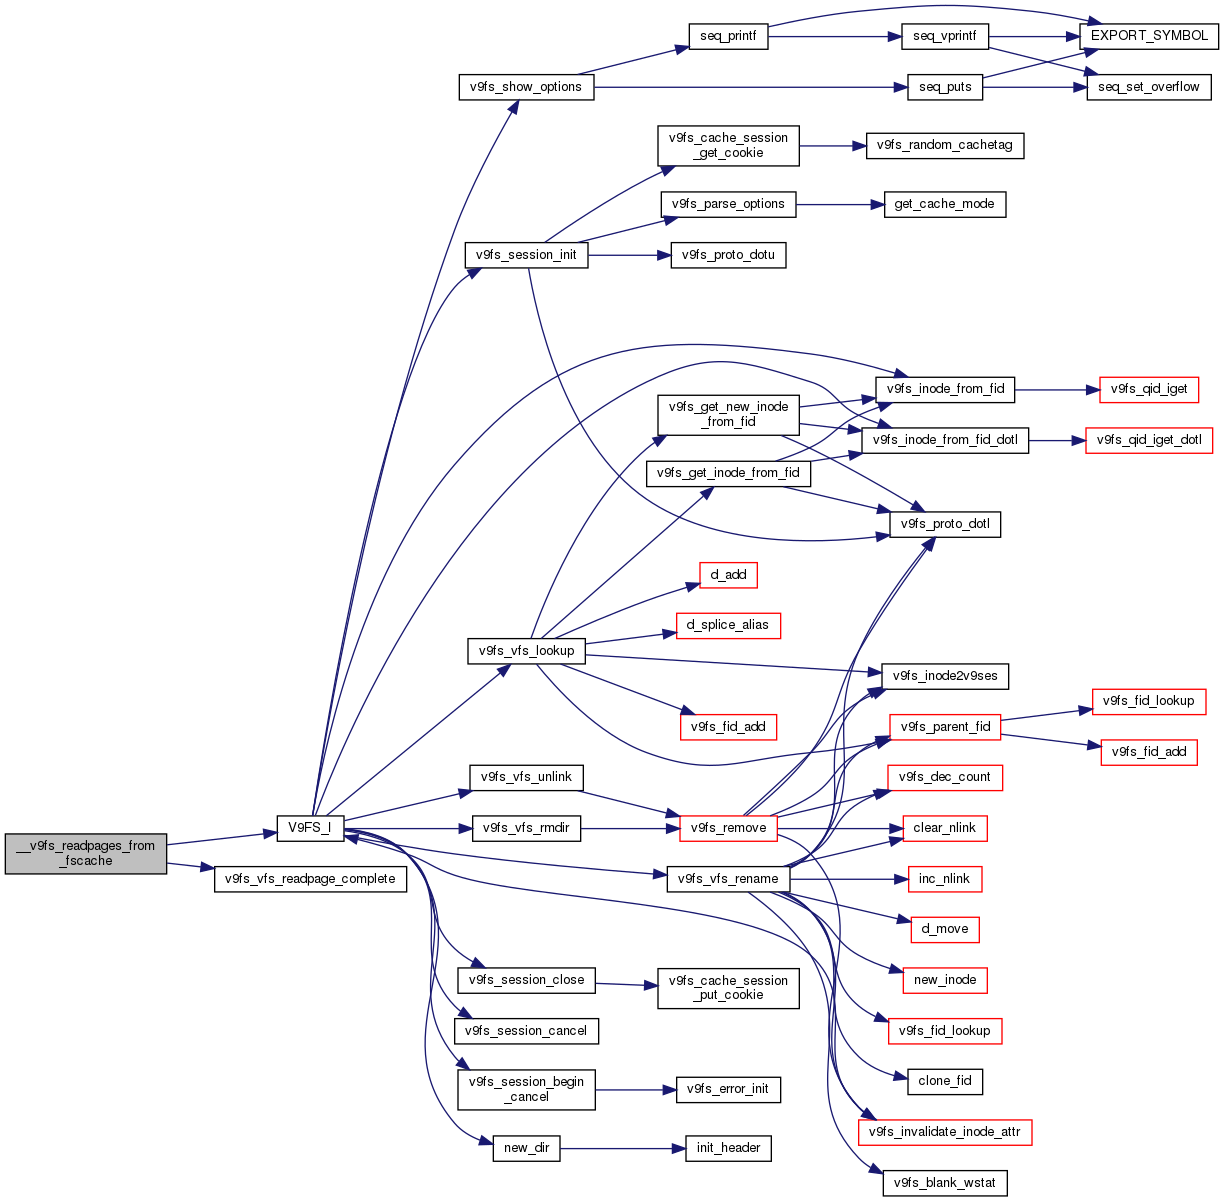 seq_printf
seq_vprintf
EXPORT_SYMBOL
v9fs_show_options
seq_puts
seq_set_overflow
v9fs_cache_session
_get_cookie
v9fs_random_cachetag
v9fs_parse_options
get_cache_mode
v9fs_session_init
v9fs_proto_dotu
v9fs_inode_from_fid
v9fs_qid_iget
v9fs_get_new_inode
_from_fid
v9fs_inode_from_fid_dotl
v9fs_qid_iget_dotl
v9fs_get_inode_from_fid
v9fs_proto_dotl
d_add
d_splice_alias
v9fs_vfs_lookup
v9fs_inode2v9ses
v9fs_fid_add
v9fs_parent_fid
v9fs_fid_lookup
v9fs_fid_add
v9fs_vfs_unlink
v9fs_dec_count
V9FS_I
v9fs_vfs_rmdir
v9fs_remove
clear_nlink
__v9fs_readpages_from
_fscache
v9fs_vfs_readpage_complete
v9fs_vfs_rename
inc_nlink
d_move
v9fs_session_close
v9fs_cache_session
_put_cookie
new_inode
v9fs_session_cancel
v9fs_fid_lookup
v9fs_session_begin
_cancel
v9fs_error_init
clone_fid
v9fs_invalidate_inode_attr
new_dir
init_header
v9fs_blank_wstat